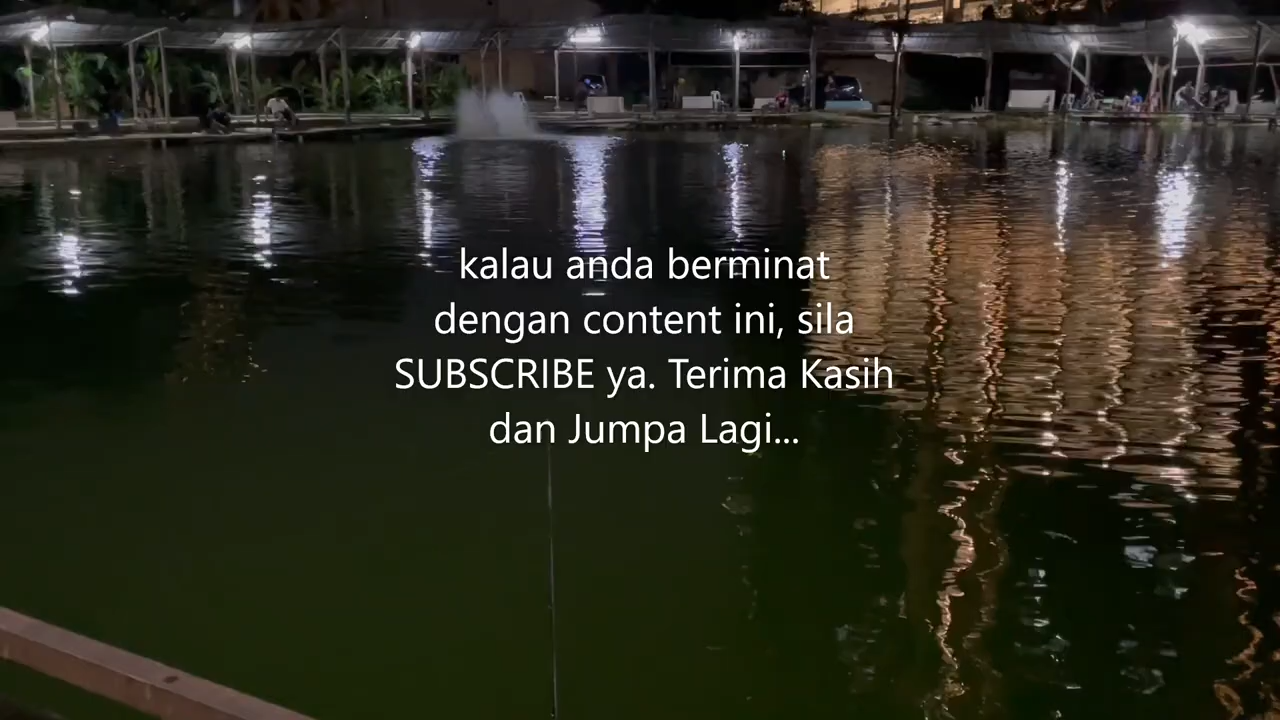 kalau anda berminat
dengan content ini, sila
SUBSCRIBE ya. Terima Kasih
dan Jumpa Lagi...